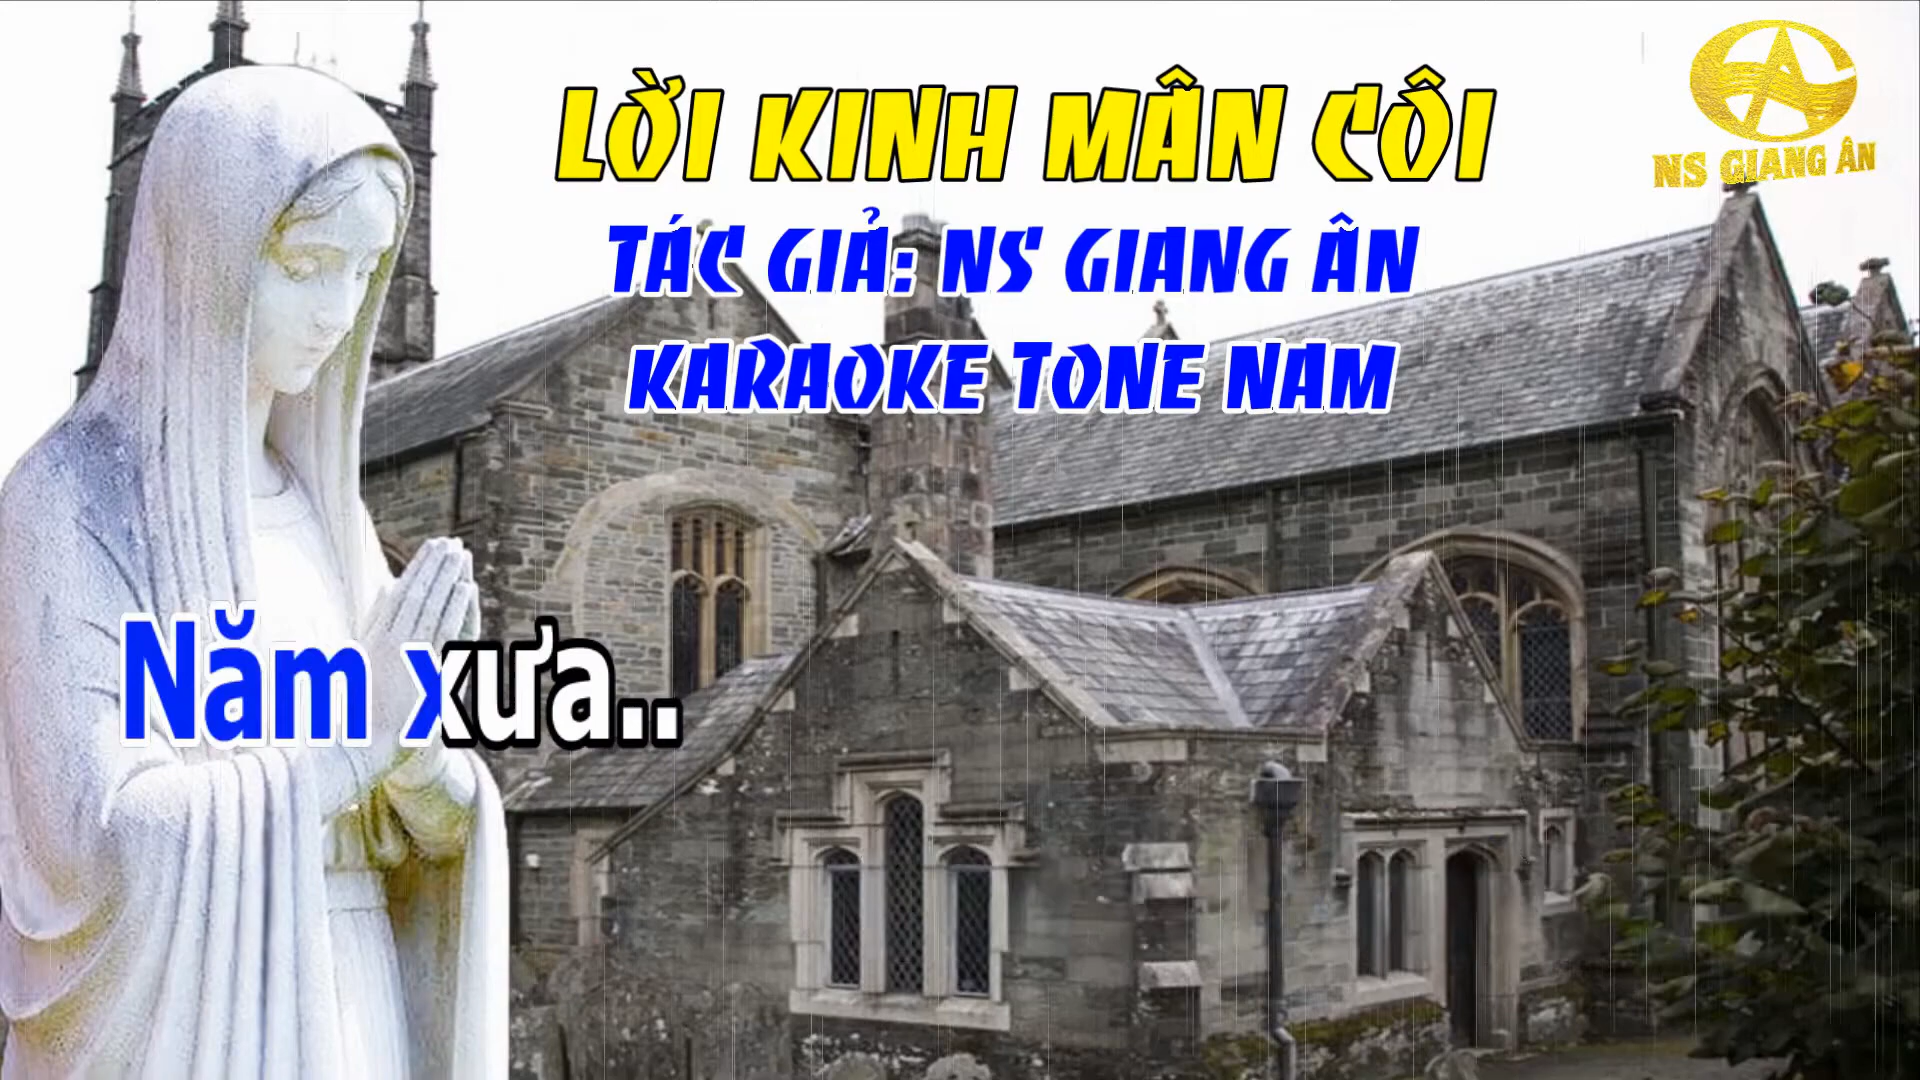 LỜI KINH MÂN CÔI
NS GIANG ÂN
TÁC GIẢ: NS GIANG ÂN
KARAOKE TONE NAM
Năm xưa..